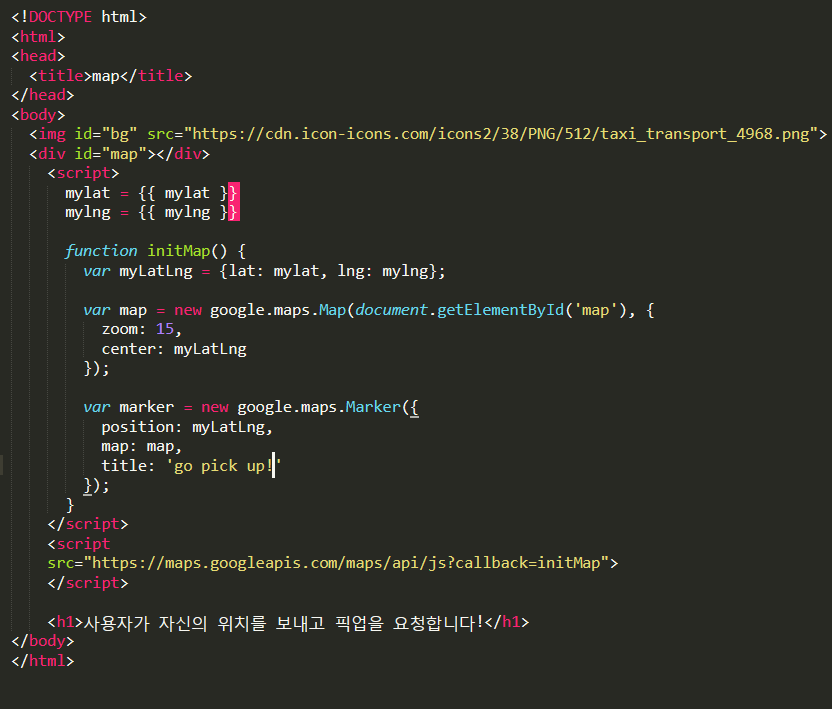 <!DOCTYPE html>
<html>
<head>
  <title>map</title>
</head>
<body>
  <img id="bg" src="https://cdn.icon-icons.com/icons2/38/PNG/512/taxi_transport_4968.png">
  <div id="map"></div>
    <script>
      mylat = {{ mylat }}
      mylng = {{ mylng }}

      function initMap() {
        var myLatLng = {lat: mylat, lng: mylng};

        var map = new google.maps.Map(document.getElementById('map'), {
          zoom: 15,
          center: myLatLng
        });

        var marker = new google.maps.Marker({
          position: myLatLng,
          map: map,
          title: 'go pick up!'
        });
      }
    </script>
    <script
    src="https://maps.googleapis.com/maps/api/js?callback=initMap">
    </script>

    <h1>사용자가 자신의 위치를 보내고 픽업을 요청합니다!</h1>
</body>
</html>